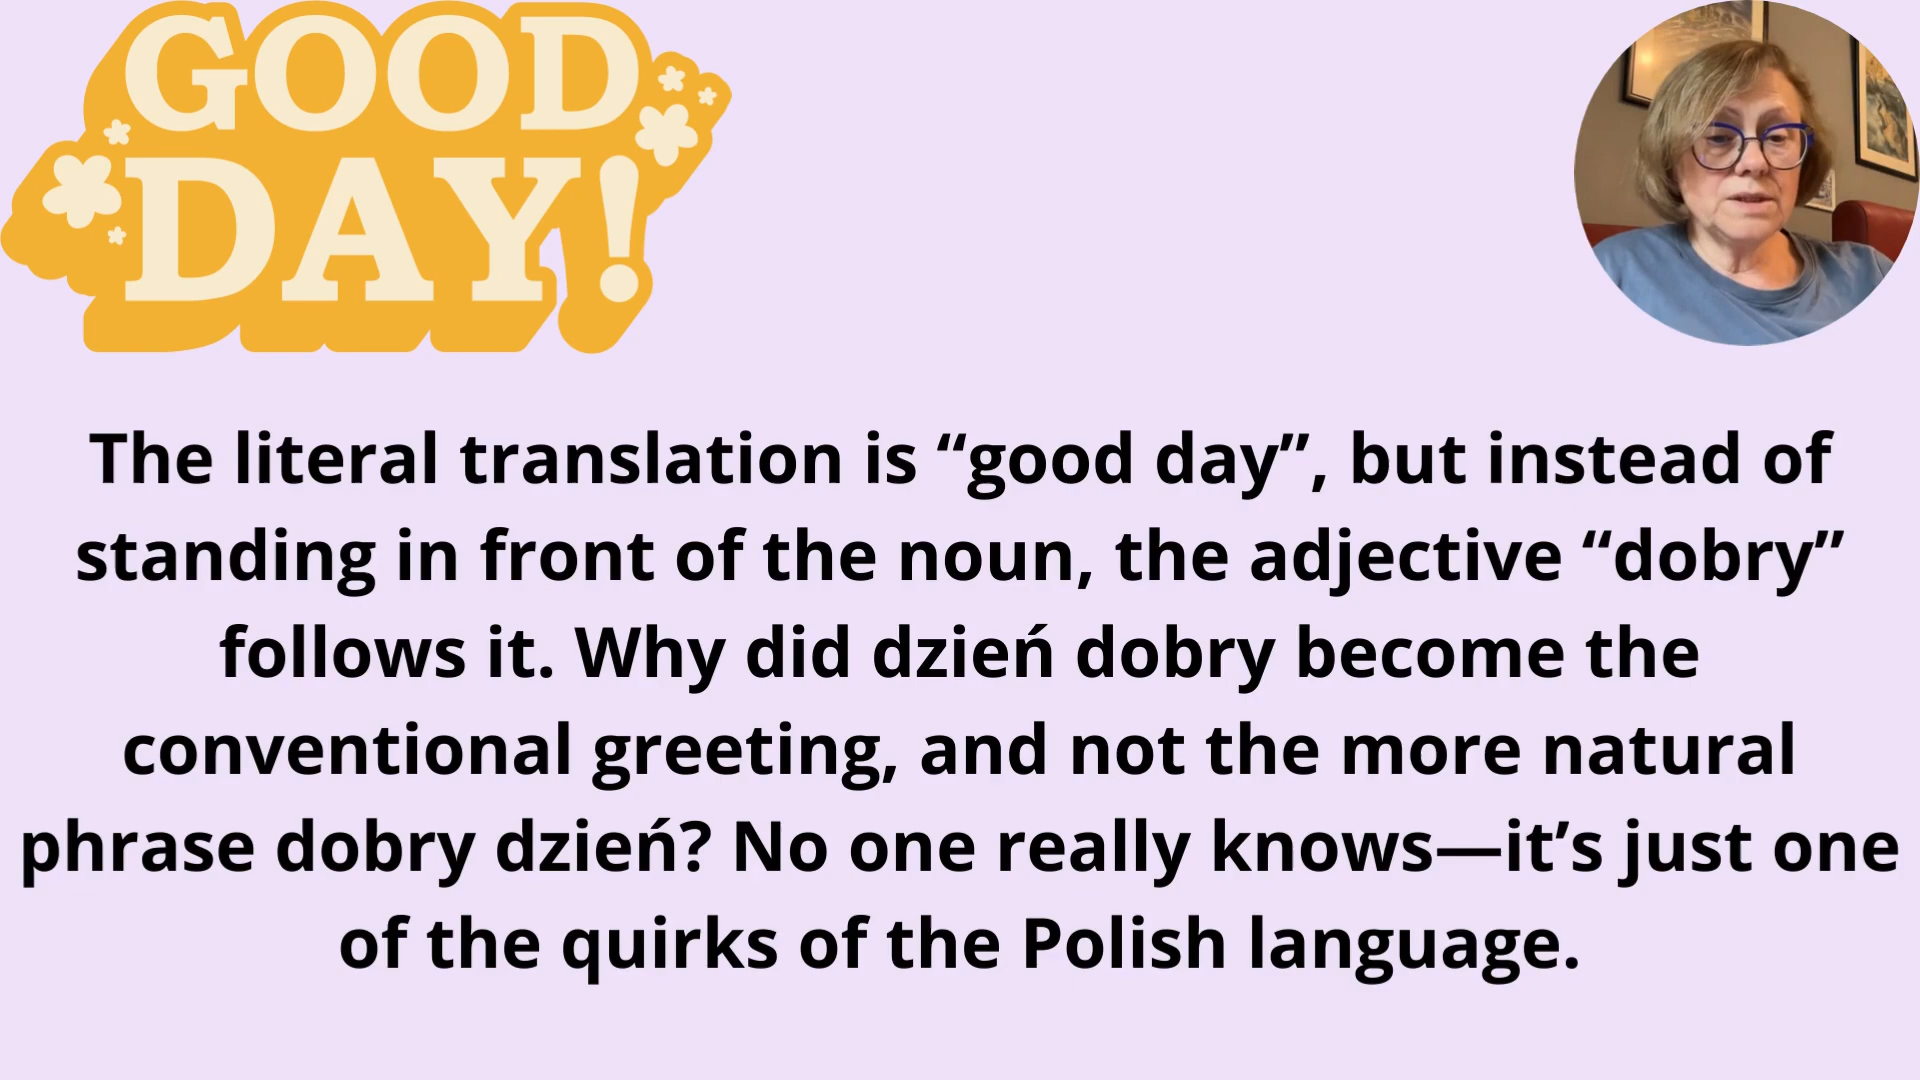 GOOD
DAY!
The literal translation is “good day”, but instead of
standing in front of the noun, the adjective “dobry”
follows it. Why did dzień dobry become the
conventional greeting, and not the more natural
phrase dobry dzień? No one really knows—it’s just one
of the quirks of the Polish language.